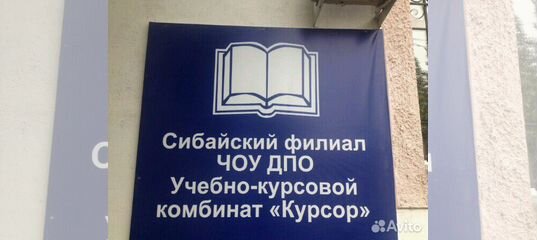 Сибайский филиал
ЧОУ ДПО
Учебно-курсовой
комбинат «Курсор»
Avito